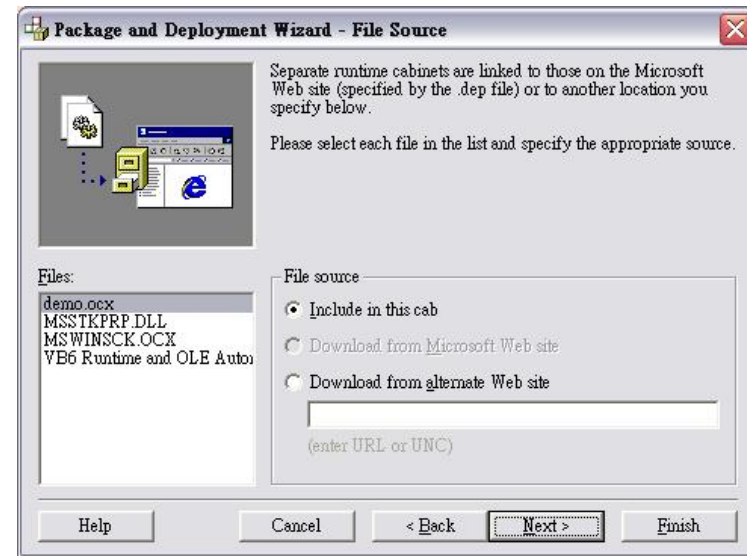 Package and Deployment Wizard - File Source
Separate runtime cabinets are linked to those on the Microsoft
Web site (specified by the .dep file) or to another location you
specify below.
Please select each file in the list and specify the appropriate source.
Files:
demo.ocx
MSSTKPRP.DLL
MSWINSCK.OCX
VB6 Runtime and OLE Autor
File source
Include in this cab
Download from Microsoft Web site
Download from alternate Web site
(enter URL or UNC)
Help
Cancel
< Back
Next >
Finish